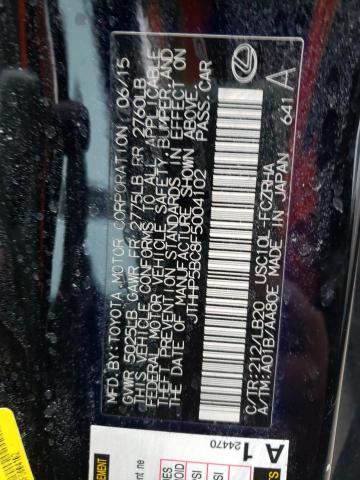 MFD. BY: TOYOTA MOTOR CORPORATION 06/15
GVWR 5025LB GAWR FR 2775LB RR 2760LB
THIS VEHICLE CONFORMS TO ALL APPLICABLE
FEDERAL MOTOR VEHICLE SAFETY, BUMPER, AND
THEFT PREVENTION STANDARDS IN EFFECT ON
THE DATE OF MANUFACTURE SHOWN ABOVE.
JTHHP5BC8F5004102 PASS. CAR
C/TR:212/LB20 USC10L-FCZRHA
A/TM:A01B/AA80E MADE IN JAPAN
641 A
A 1
24470